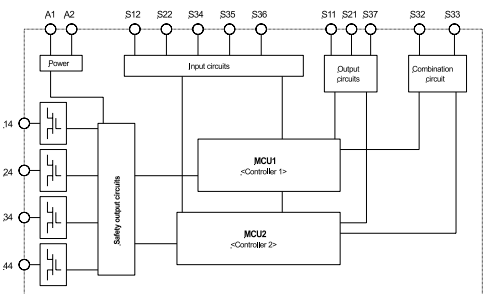 A1 A2 S12 S22 S34 S35 S36 S11 S21 S37 S32 S33
Power
Input circuits
Output
circuits
Combination
circuit
14
24
34
44
Safety output circuits
MCU1
<Controller 1>
MCU2
<Controller 2>